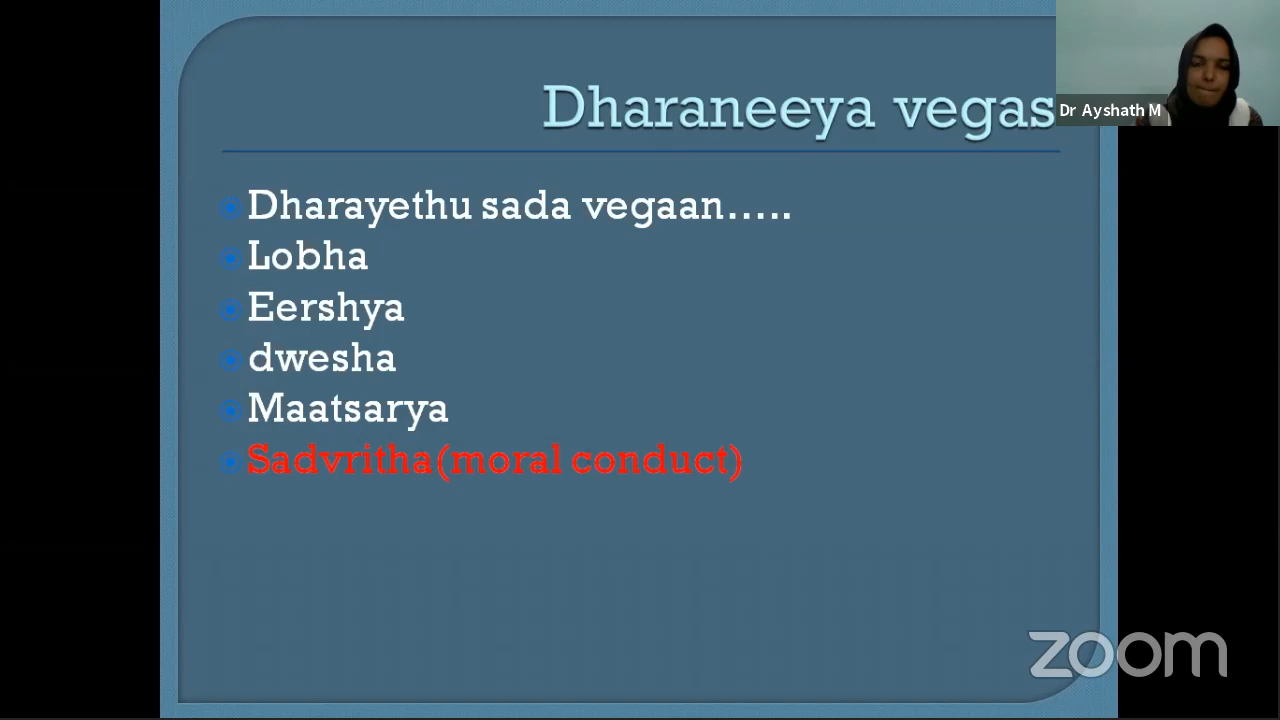 Dharaneeya vegas
Dr Ayshath M
Dharayethu sada vegaan.....
Lobha
Eershya
dwesha
Maatsarya
Sadvritha(moral conduct)
zoom